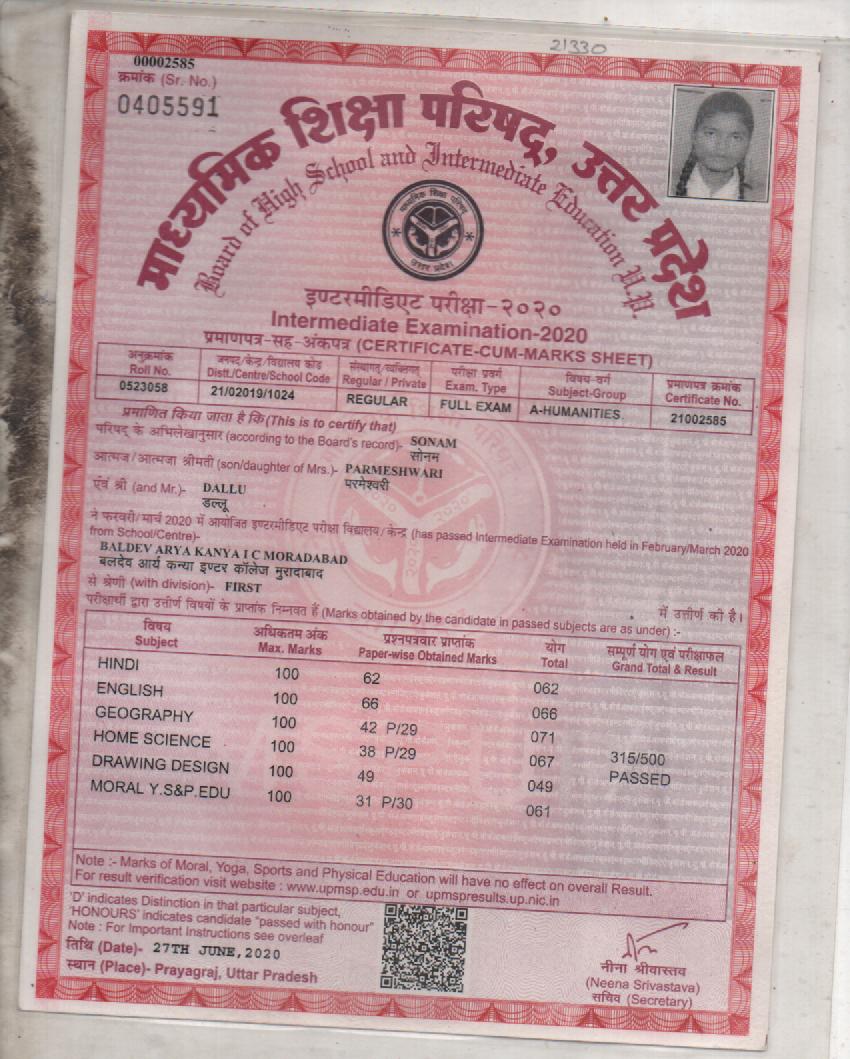 21330
00002585
क्रमांक (Sr. No.)
0405591
माध्यमिक शिक्षा परिषद्, उत्तर प्रदेश
Board of High School and Intermediate Education U.P.
माध्यमिक शिक्षा परिषद्
उत्तर प्रदेश
इण्टरमीडिएट परीक्षा-२०२०
Intermediate Examination-2020
प्रमाणपत्र-सह-अंकपत्र (CERTIFICATE-CUM-MARKS SHEET)
अनुक्रमांक जनपद/केन्द्र/विद्यालय कोड संस्थागत/व्यक्तिगत परीक्षा प्रवर्ग विषय-वर्ग प्रमाणपत्र क्रमांक
Roll No. Distt./Centre/School Code Regular / Private Exam. Type Subject-Group Certificate No.
0523058 21/02019/1024 REGULAR FULL EXAM A-HUMANITIES 21002585
प्रमाणित किया जाता है कि (This is to certify that)
परिषद् के अभिलेखानुसार (according to the Board's record)- SONAM
सोनम
आत्मज/आत्मजा श्रीमती (son/daughter of Mrs.)- PARMESHWARI
परमेश्वरी
एवं श्री (and Mr.)- DALLU
डल्लू
ने फरवरी/मार्च 2020 में आयोजित इण्टरमीडिएट परीक्षा विद्यालय/केन्द्र (has passed Intermediate Examination held in February/March 2020
from School/Centre)-
BALDEV ARYA KANYA I C MORADABAD
बलदेव आर्य कन्या इण्टर कॉलेज मुरादाबाद
से श्रेणी (with division)- FIRST में उत्तीर्ण की है।
परीक्षार्थी द्वारा उत्तीर्ण विषयों के प्राप्तांक निम्नवत हैं (Marks obtained by the candidate in passed subjects are as under) :-
विषय अधिकतम अंक प्रश्नपत्रवार प्राप्तांक योग सम्पूर्ण योग एवं परीक्षाफल
Subject Max. Marks Paper-wise Obtained Marks Total Grand Total & Result
HINDI 100 62 062
ENGLISH 100 66 066
GEOGRAPHY 100 42 P/29 071
HOME SCIENCE 100 38 P/29 067 315/500
DRAWING DESIGN 100 49 049 PASSED
MORAL Y.S&P.EDU 100 31 P/30 061
Note :- Marks of Moral, Yoga, Sports and Physical Education will have no effect on overall Result.
For result verification visit website : www.upmsp.edu.in or upmspresults.up.nic.in
'D' indicates Distinction in that particular subject,
'HONOURS' indicates candidate "passed with honour"
Note : For Important Instructions see overleaf
तिथि (Date)- 27TH JUNE,2020
स्थान (Place)- Prayagraj, Uttar Pradesh
नीना श्रीवास्तव
(Neena Srivastava)
सचिव (Secretary)